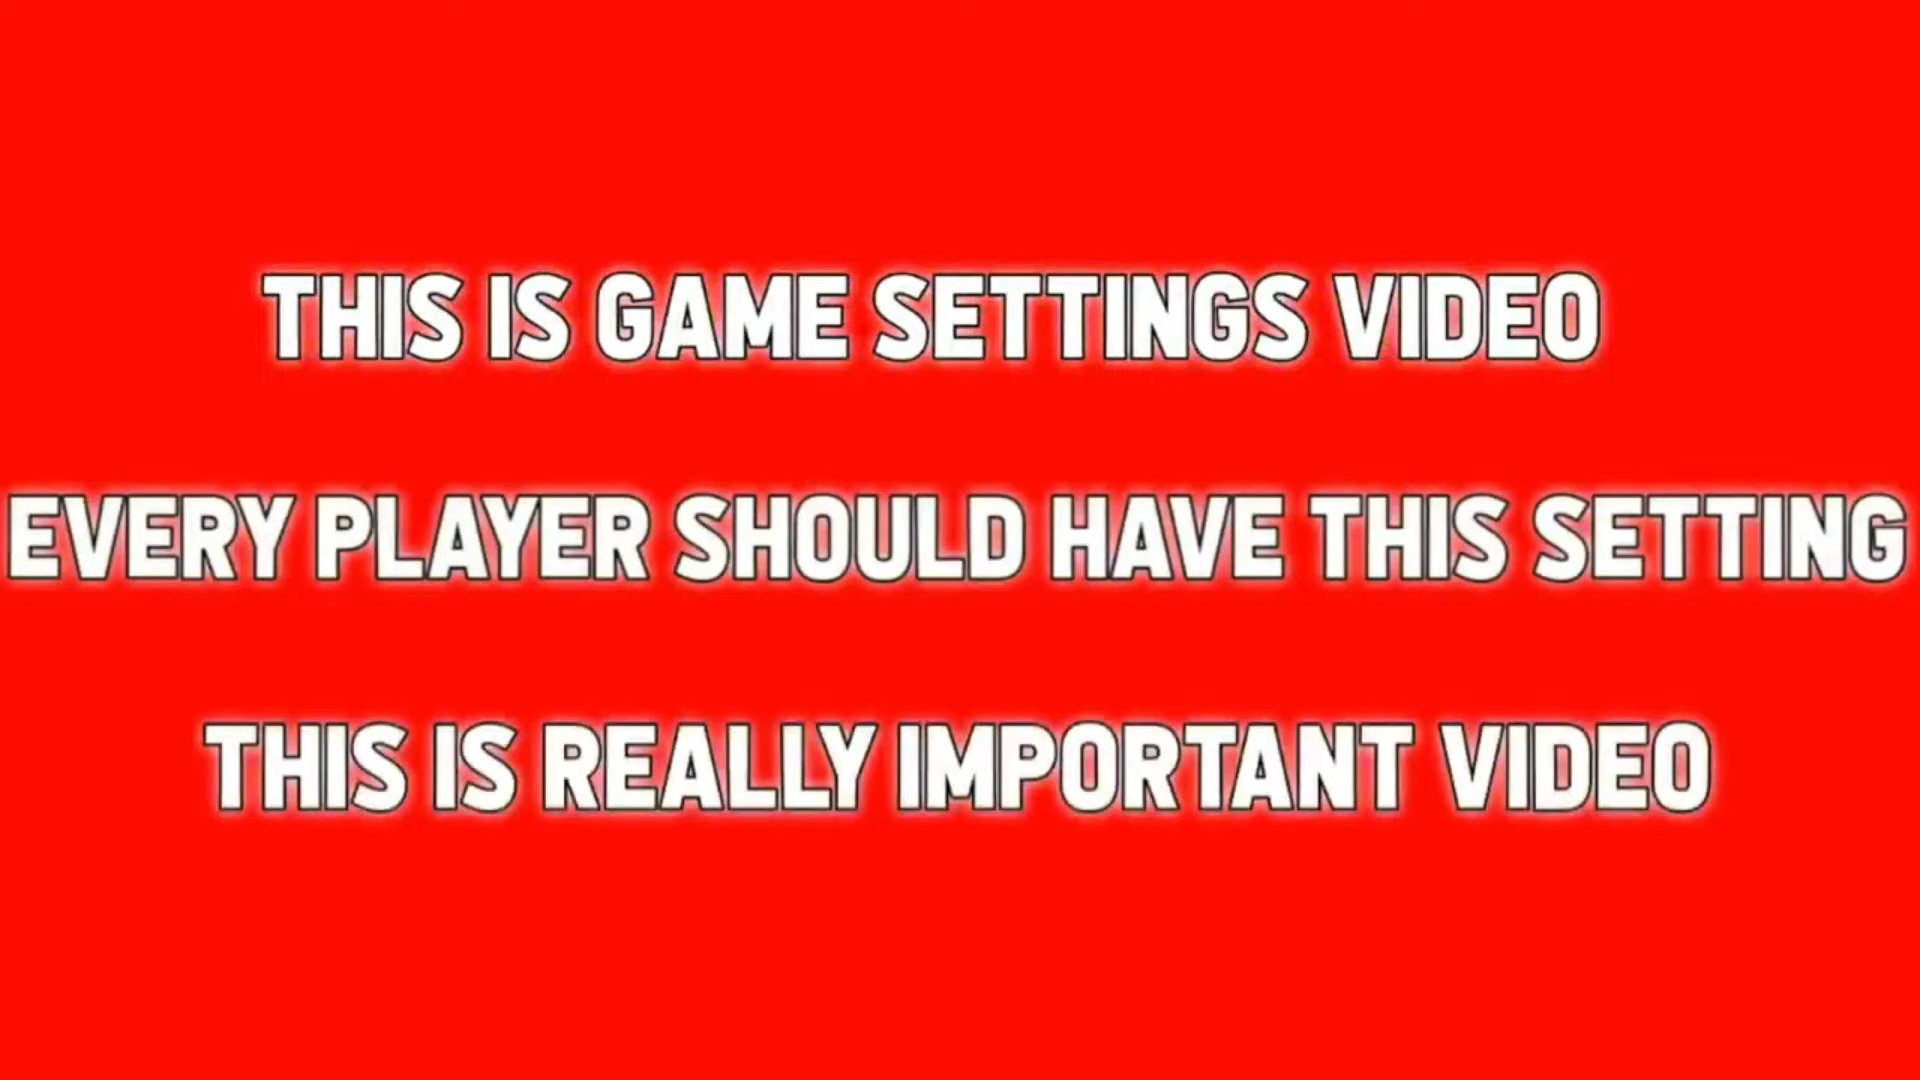 THIS IS GAME SETTINGS VIDEO
EVERY PLAYER SHOULD HAVE THIS SETTING
THIS IS REALLY IMPORTANT VIDEO